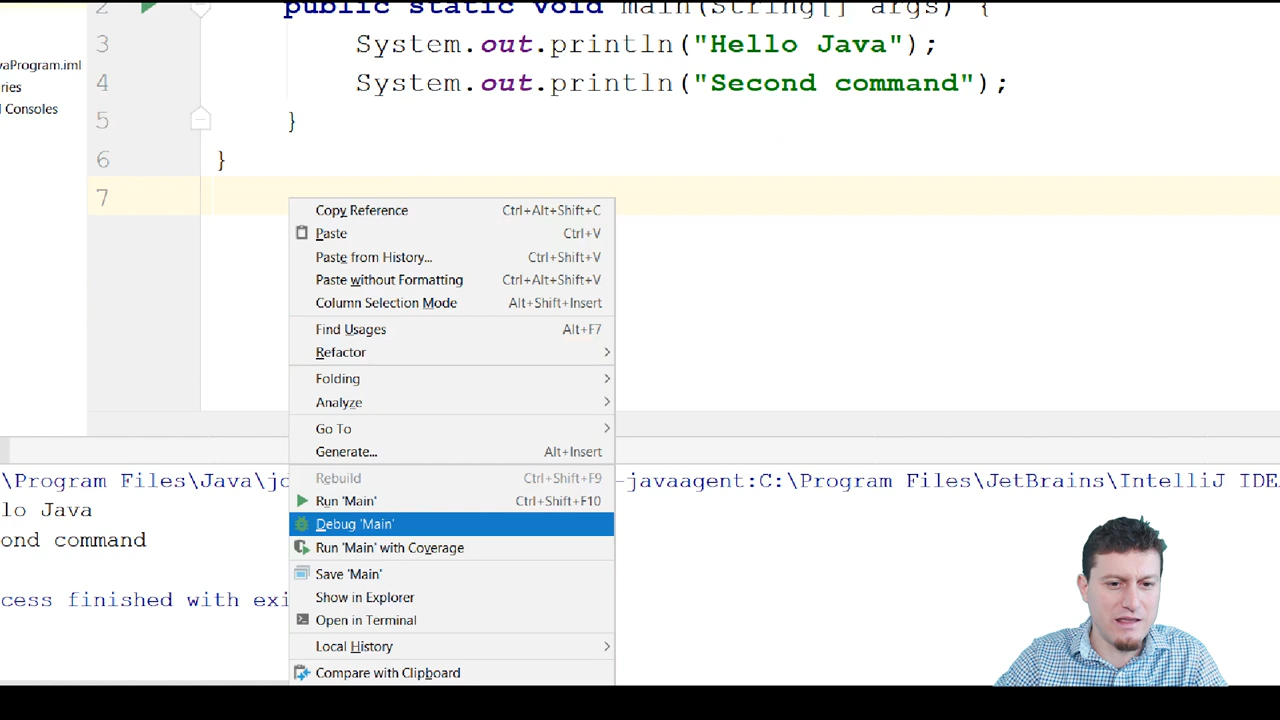 2 public static void main(String[] args) {
3 System.out.println("Hello Java");
4 System.out.println("Second command");
5 }
6 }
7
vaProgram.iml
ries
l Consoles
Copy Reference Ctrl+Alt+Shift+C
Paste Ctrl+V
Paste from History... Ctrl+Shift+V
Paste without Formatting Ctrl+Alt+Shift+V
Column Selection Mode Alt+Shift+Insert
Find Usages Alt+F7
Refactor
Folding
Analyze
Go To
Generate... Alt+Insert
Rebuild Ctrl+Shift+F9
Run 'Main' Ctrl+Shift+F10
Debug 'Main'
Run 'Main' with Coverage
Save 'Main'
Show in Explorer
Open in Terminal
Local History
Compare with Clipboard
\Program Files\Java\jd -javaagent:C:\Program Files\JetBrains\IntelliJ IDEA
lo Java
ond command
cess finished with exi